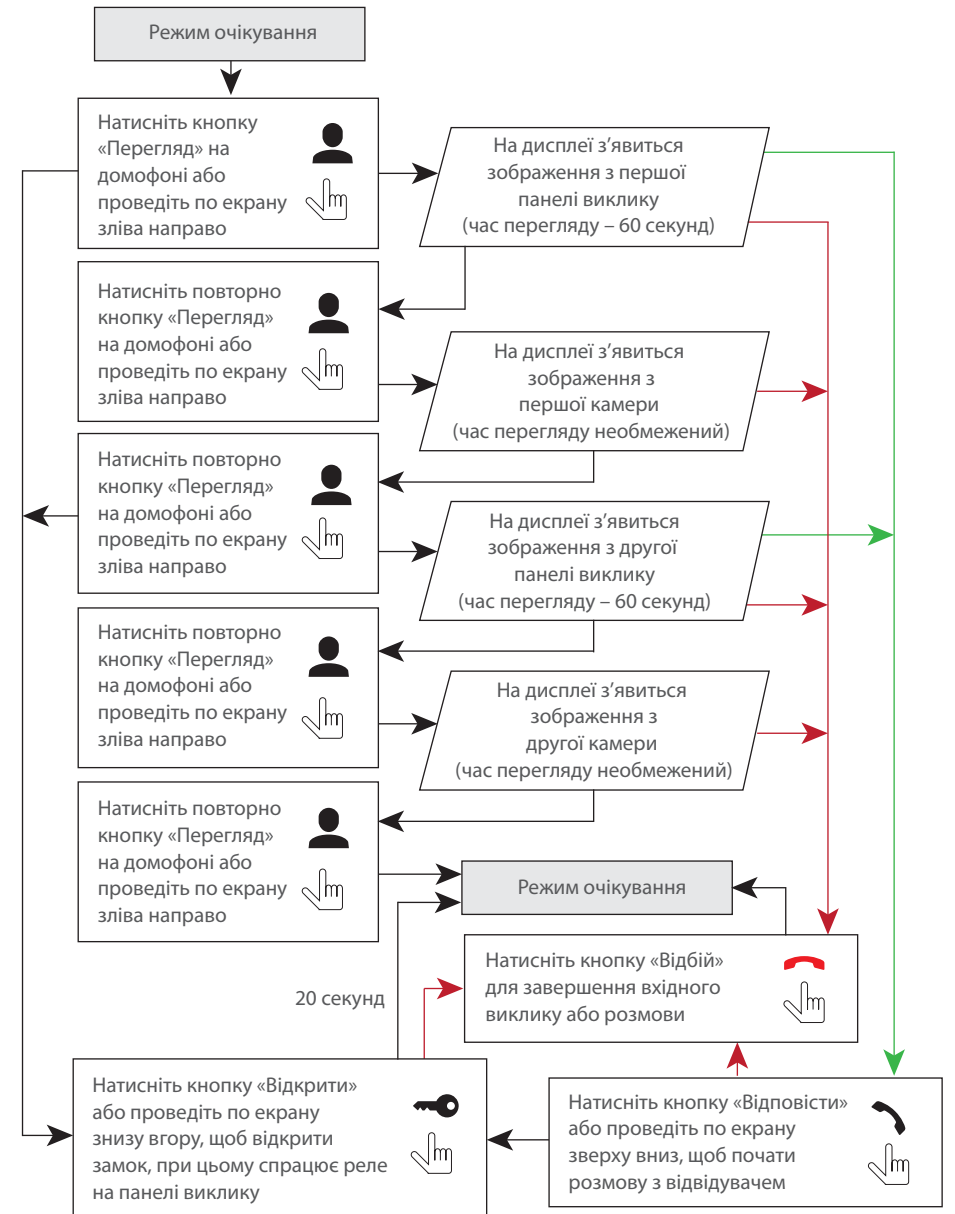 Режим очікування
Натисніть кнопку
«Перегляд» на
домофоні або
проведіть по екрану
зліва направо
На дисплеї з’явиться
зображення з першої
панелі виклику
(час перегляду – 60 секунд)
Натисніть повторно
кнопку «Перегляд»
на домофоні або
проведіть по екрану
зліва направо
На дисплеї з’явиться
зображення з
першої камери
(час перегляду необмежений)
Натисніть повторно
кнопку «Перегляд»
на домофоні або
проведіть по екрану
зліва направо
На дисплеї з’явиться
зображення з другої
панелі виклику
(час перегляду – 60 секунд)
Натисніть повторно
кнопку «Перегляд»
на домофоні або
проведіть по екрану
зліва направо
На дисплеї з’явиться
зображення з
другої камери
(час перегляду необмежений)
Натисніть повторно
кнопку «Перегляд»
на домофоні або
проведіть по екрану
зліва направо
Режим очікування
Натисніть кнопку «Відбій»
для завершення вхідного
виклику або розмови
20 секунд
Натисніть кнопку «Відкрити»
або проведіть по екрану
знизу вгору, щоб відкрити
замок, при цьому спрацює реле
на панелі виклику
Натисніть кнопку «Відповісти»
або проведіть по екрану
зверху вниз, щоб почати
розмову з відвідувачем